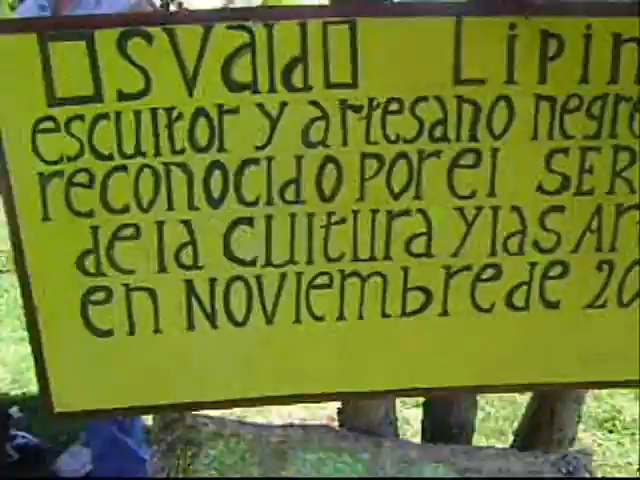 Osvaldo Lipin
escultor y artesano negro
reconocido por el SER
de la cultura y las Ar
en NOViembre de 20